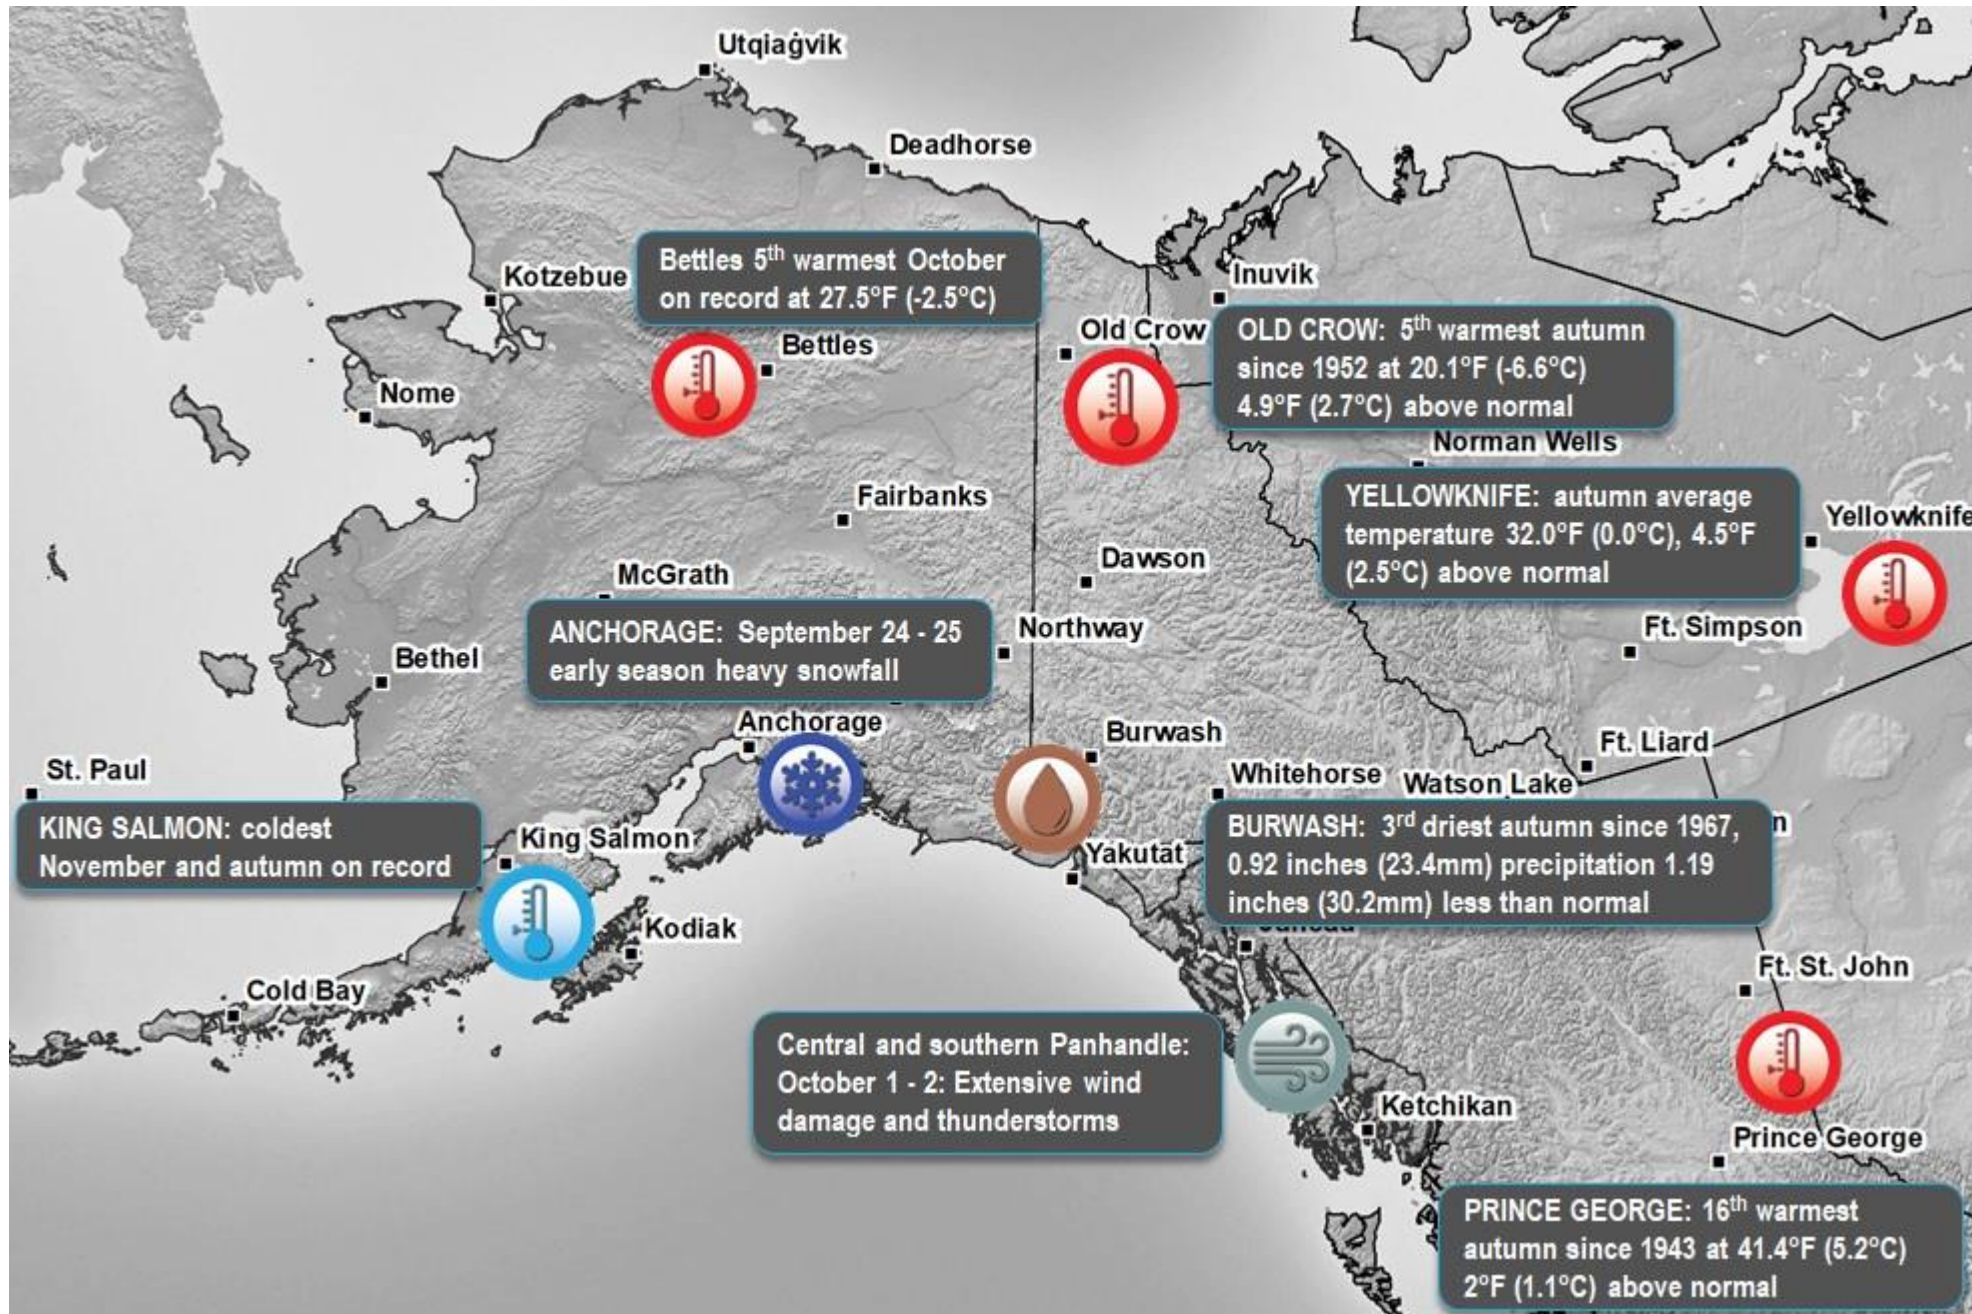 Utqiaġvik
Deadhorse
Bettles 5th warmest October
on record at 27.5°F (-2.5°C)
Kotzebue
Inuvik
Old Crow
Bettles
OLD CROW: 5th warmest autumn
since 1952 at 20.1°F (-6.6°C)
4.9°F (2.7°C) above normal
Nome
Norman Wells
Fairbanks
YELLOWKNIFE: autumn average
temperature 32.0°F (0.0°C), 4.5°F
(2.5°C) above normal
Yellowknife
Dawson
McGrath
ANCHORAGE: September 24 - 25
early season heavy snowfall
Northway
Ft. Simpson
Bethel
Anchorage
Burwash
Ft. Liard
St. Paul
Whitehorse
Watson Lake
KING SALMON: coldest
November and autumn on record
King Salmon
Yakutat
BURWASH: 3rd driest autumn since 1967,
0.92 inches (23.4mm) precipitation 1.19
inches (30.2mm) less than normal
Kodiak
Ft. St. John
Cold Bay
Central and southern Panhandle:
October 1 - 2: Extensive wind
damage and thunderstorms
Ketchikan
Prince George
PRINCE GEORGE: 16th warmest
autumn since 1943 at 41.4°F (5.2°C)
2°F (1.1°C) above normal